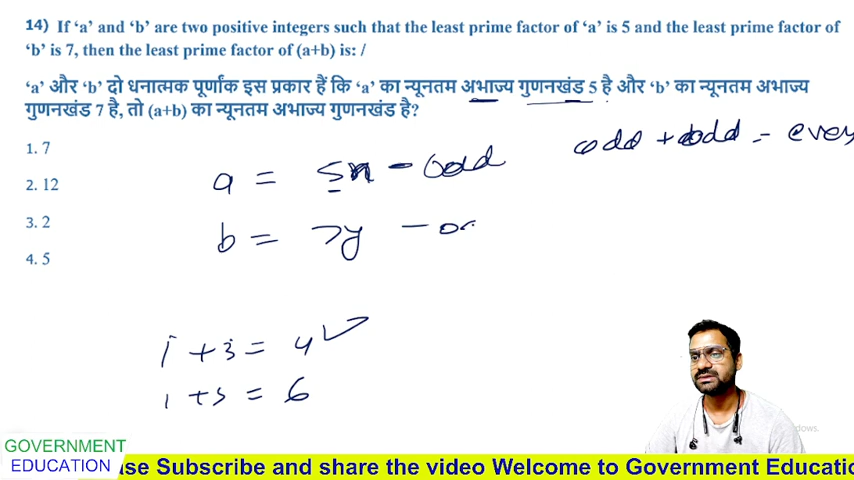 14) If ‘a’ and ‘b’ are two positive integers such that the least prime factor of ‘a’ is 5 and the least prime factor of
‘b’ is 7, then the least prime factor of (a+b) is: /
‘a’ और ‘b’ दो धनात्मक पूर्णांक इस प्रकार हैं कि ‘a’ का न्यूनतम अभाज्य गुणनखंड 5 है और ‘b’ का न्यूनतम अभाज्य
गुणनखंड 7 है, तो (a+b) का न्यूनतम अभाज्य गुणनखंड है?
odd + odd = even
1. 7
2. 12
3. 2
4. 5
a = 5x - odd
b = 7y - od
1 + 3 = 4 ✓
1 + 5 = 6
GOVERNMENT
EDUCATION
se Subscribe and share the video Welcome to Government Educatio